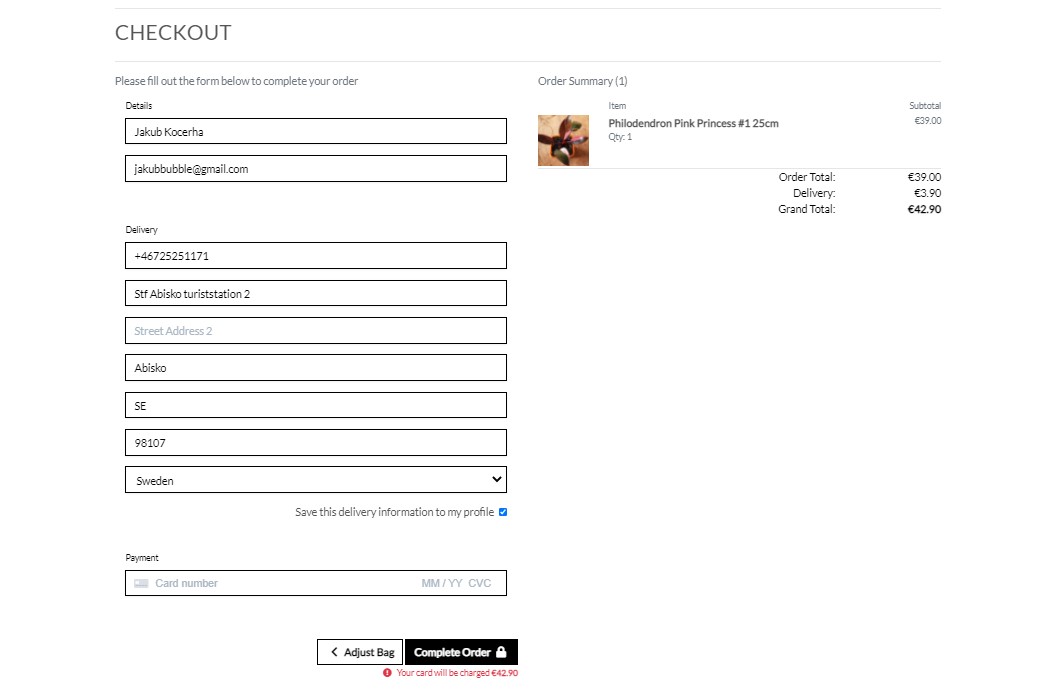 CHECKOUT
Please fill out the form below to complete your order
Details
Jakub Kocerha
jakubbubble@gmail.com
Delivery
+46725251171
Stf Abisko turiststation 2
Street Address 2
Abisko
SE
98107
Sweden
Save this delivery information to my profile
Payment
Card number MM / YY CVC
Adjust Bag Complete Order
Your card will be charged €42.90
Order Summary (1)
Item Subtotal
Philodendron Pink Princess #1 25cm €39.00
Qty: 1
Order Total: €39.00
Delivery: €3.90
Grand Total: €42.90